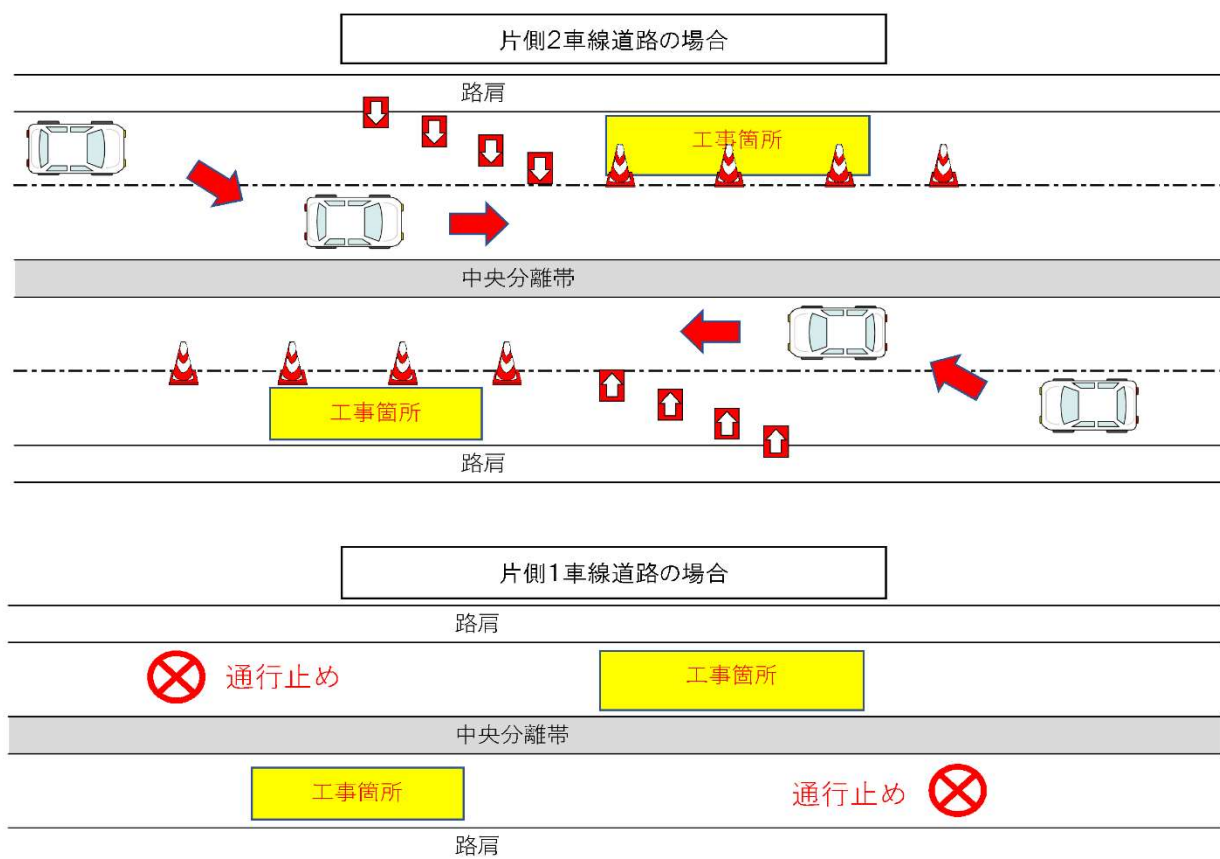 片側2車線道路の場合
路肩
工事箇所
中央分離帯
工事箇所
路肩
片側1車線道路の場合
路肩
通行止め
工事箇所
中央分離帯
工事箇所
通行止め
路肩